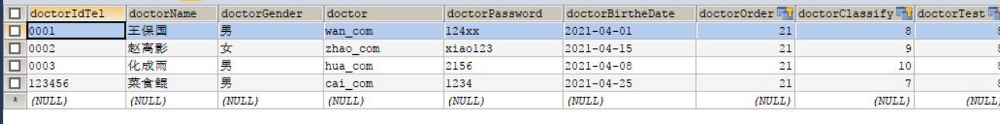 doctorIdTel doctorName doctorGender doctor doctorPassword doctorBirtheDate doctorOrder doctorClassify doctorTest
0001 王保国 男 wan_com 124xx 2021-04-01 21 8 8
0002 赵离影 女 zhao_com xiao123 2021-04-15 21 9 8
0003 化成雨 男 hua_com 2156 2021-04-08 21 10 8
123456 菜食鲲 男 cai_com 1234 2021-04-25 21 7 8
* (NULL) (NULL) (NULL) (NULL) (NULL) (NULL) (NULL) (NULL) (NULL)